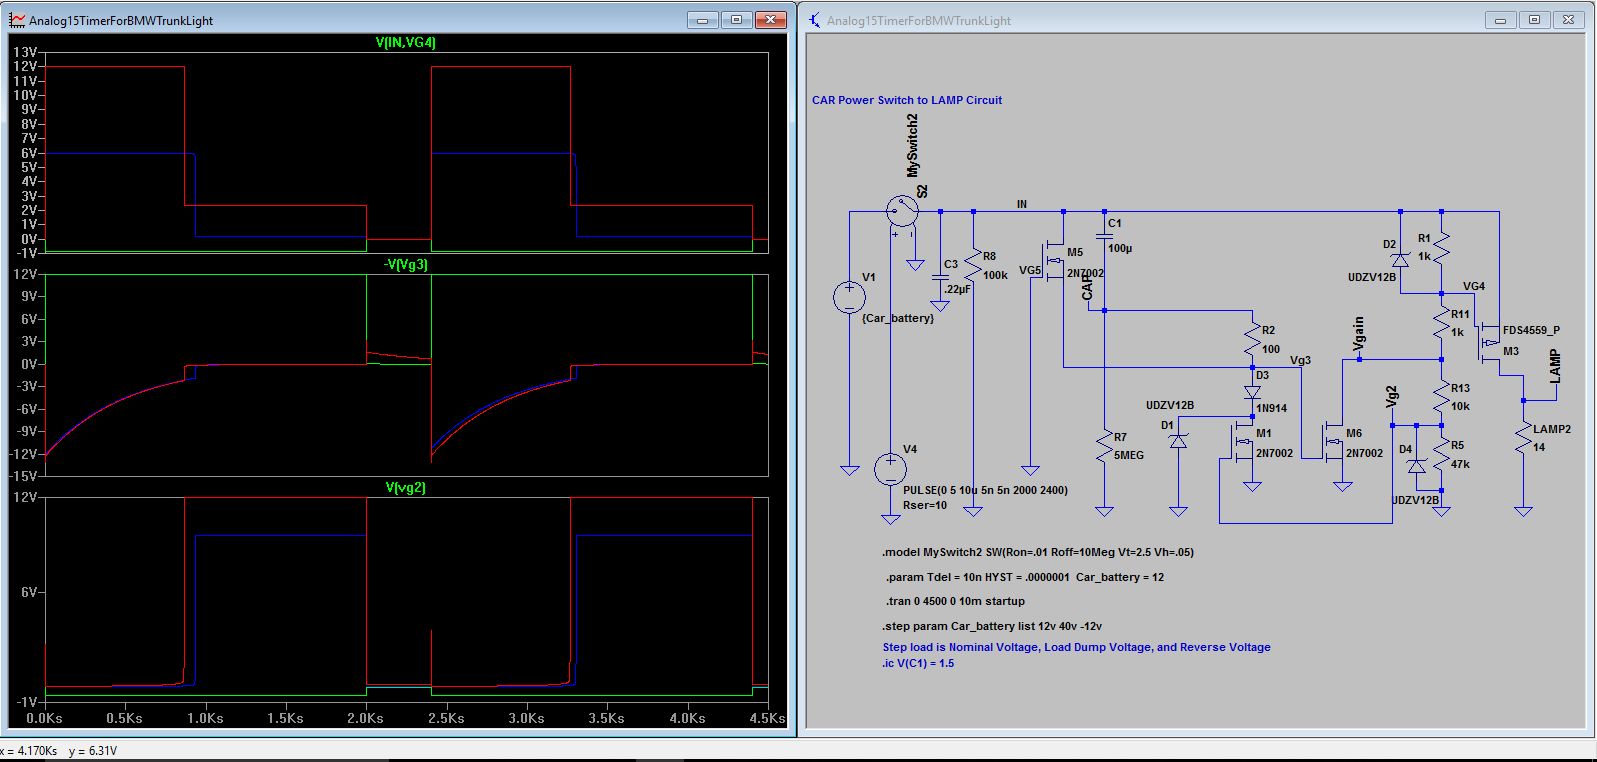 Analog15TimerForBMWTrunkLight
V(IN,VG4)
13V
12V
11V
10V
9V
8V
7V
6V
5V
4V
3V
2V
1V
0V
-1V
-V(Vg3)
12V
9V
6V
3V
0V
-3V
-6V
-9V
-12V
-15V
V(vg2)
12V
6V
-1V
0.0Ks
0.5Ks
1.0Ks
1.5Ks
2.0Ks
2.5Ks
3.0Ks
3.5Ks
4.0Ks
4.5Ks
x = 4.170Ks y = 6.31V
Analog15TimerForBMWTrunkLight
CAR Power Switch to LAMP Circuit
MySwitch2
S2
IN
V1
{Car_battery}
C3
.22µF
R8
100k
VG5
M5
2N7002
CAP
C1
100µ
R2
100
Vg3
D3
1N914
UDZV12B
D1
M1
2N7002
R7
5MEG
V4
PULSE(0 5 10u 5n 5n 2000 2400)
Rser=10
Vgain
M6
2N7002
D2
UDZV12B
R1
1k
VG4
R11
1k
FDS4559_P
M3
LAMP
Vg2
R13
10k
D4
UDZV12B
R5
47k
LAMP2
14
.model MySwitch2 SW(Ron=.01 Roff=10Meg Vt=2.5 Vh=.05)
.param Tdel = 10n HYST = .0000001 Car_battery = 12
.tran 0 4500 0 10m startup
.step param Car_battery list 12v 40v -12v
Step load is Nominal Voltage, Load Dump Voltage, and Reverse Voltage
.ic V(C1) = 1.5